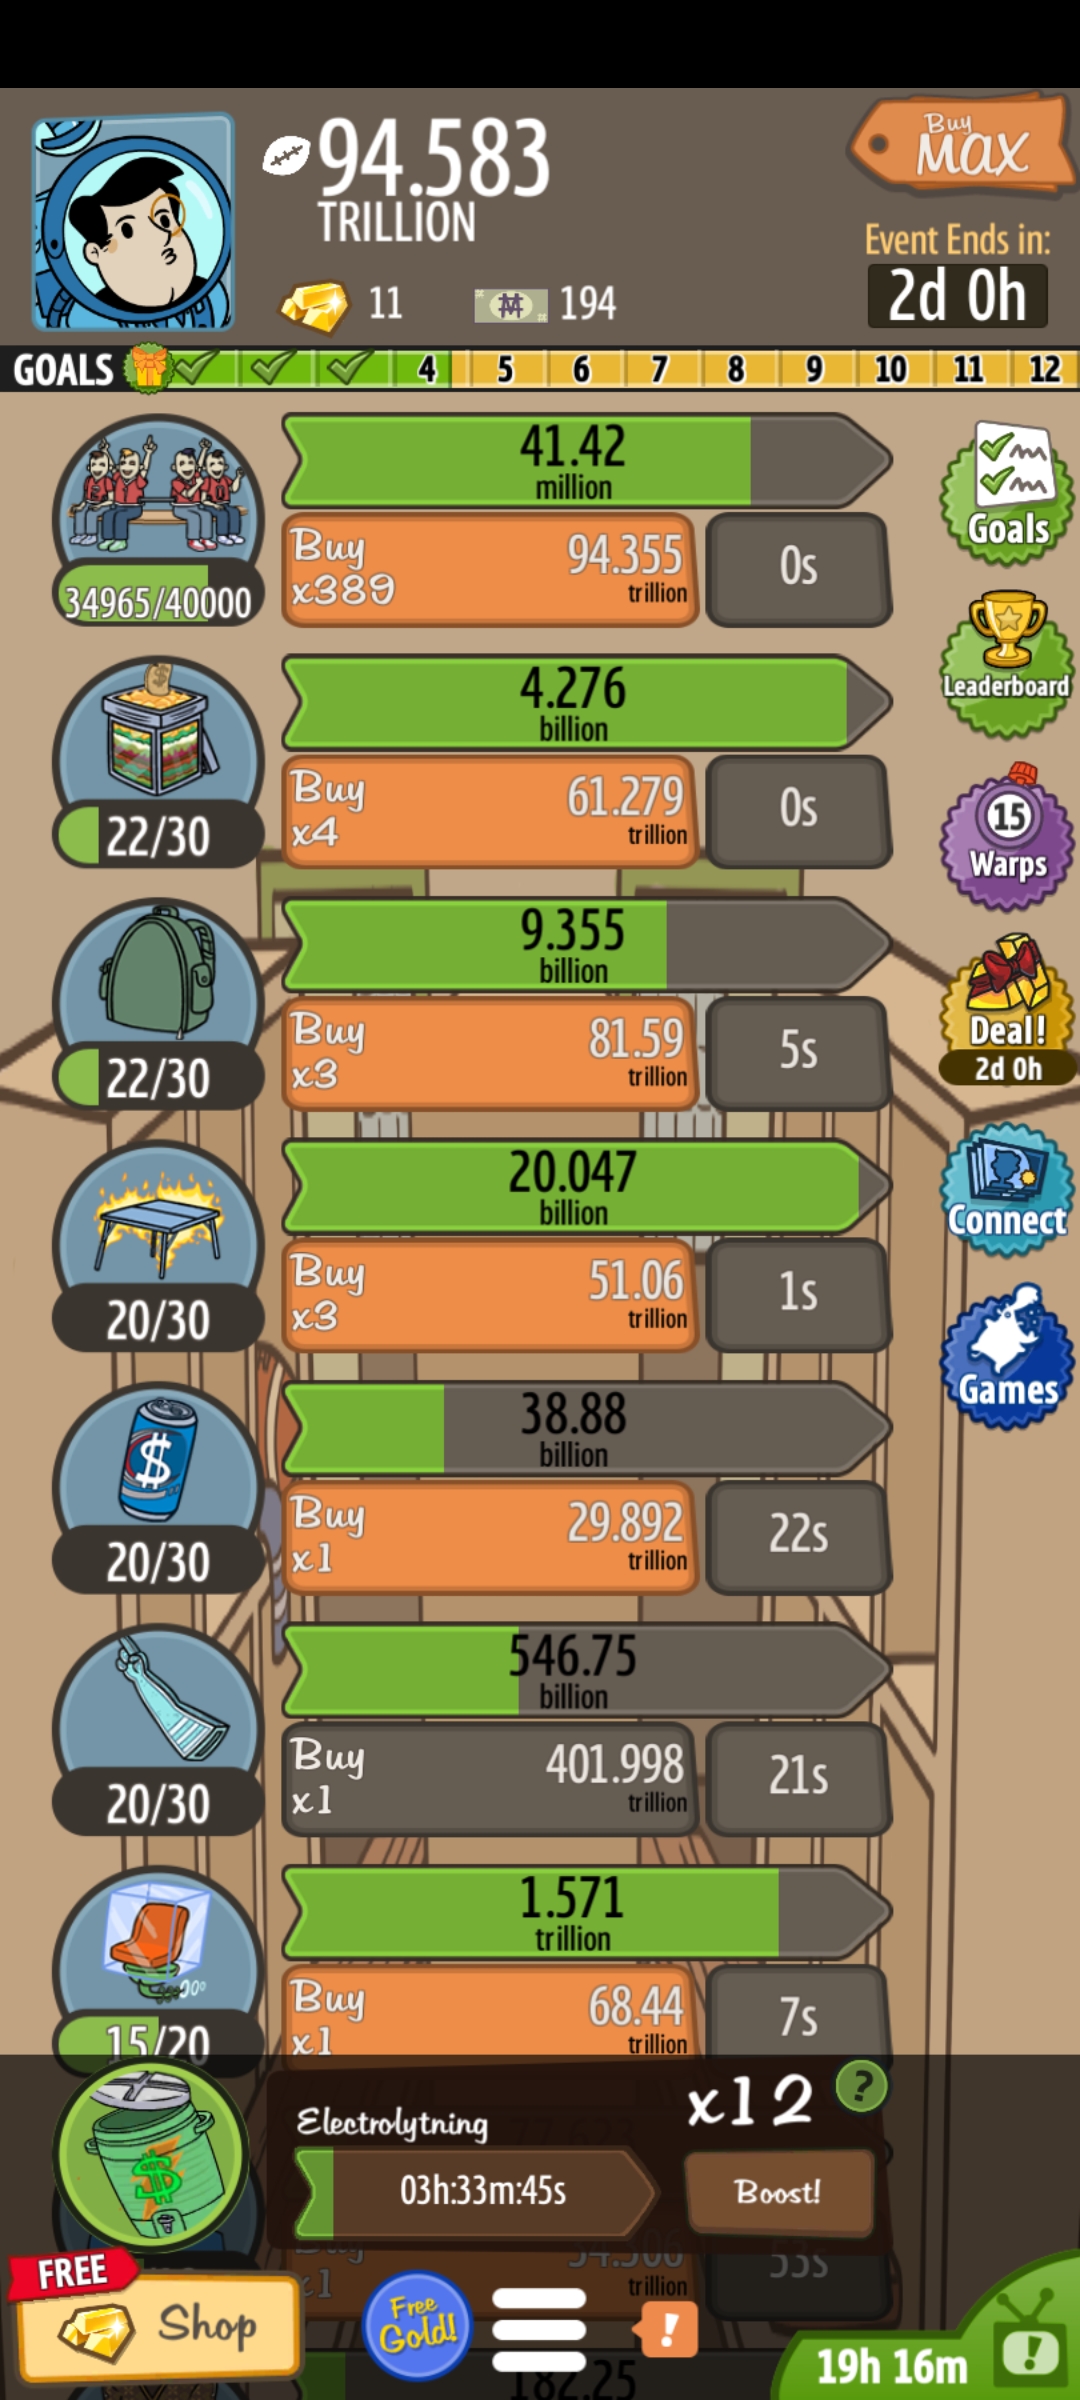 94.583
TRILLION
11
194
Buy
MAX
Event Ends in:
2d 0h
GOALS 4 5 6 7 8 9 10 11 12
41.42
million
Buy
x389
94.355
trillion
0s
34965/40000
Goals
Leaderboard
4.276
billion
Buy
x4
61.279
trillion
0s
22/30
15
Warps
9.355
billion
Buy
x3
81.59
trillion
5s
22/30
Deal!
2d 0h
20.047
billion
Buy
x3
51.06
trillion
1s
20/30
Connect
Games
38.88
billion
Buy
x1
29.892
trillion
22s
20/30
546.75
billion
Buy
x1
401.998
trillion
21s
20/30
1.571
trillion
Buy
x1
68.44
trillion
7s
15/20
Electrolytning
x12
?
03h:33m:45s
Boost!
Buy
x1
54.306
trillion
53s
FREE
Shop
Free
Gold!
!
19h 16m
!
182.25